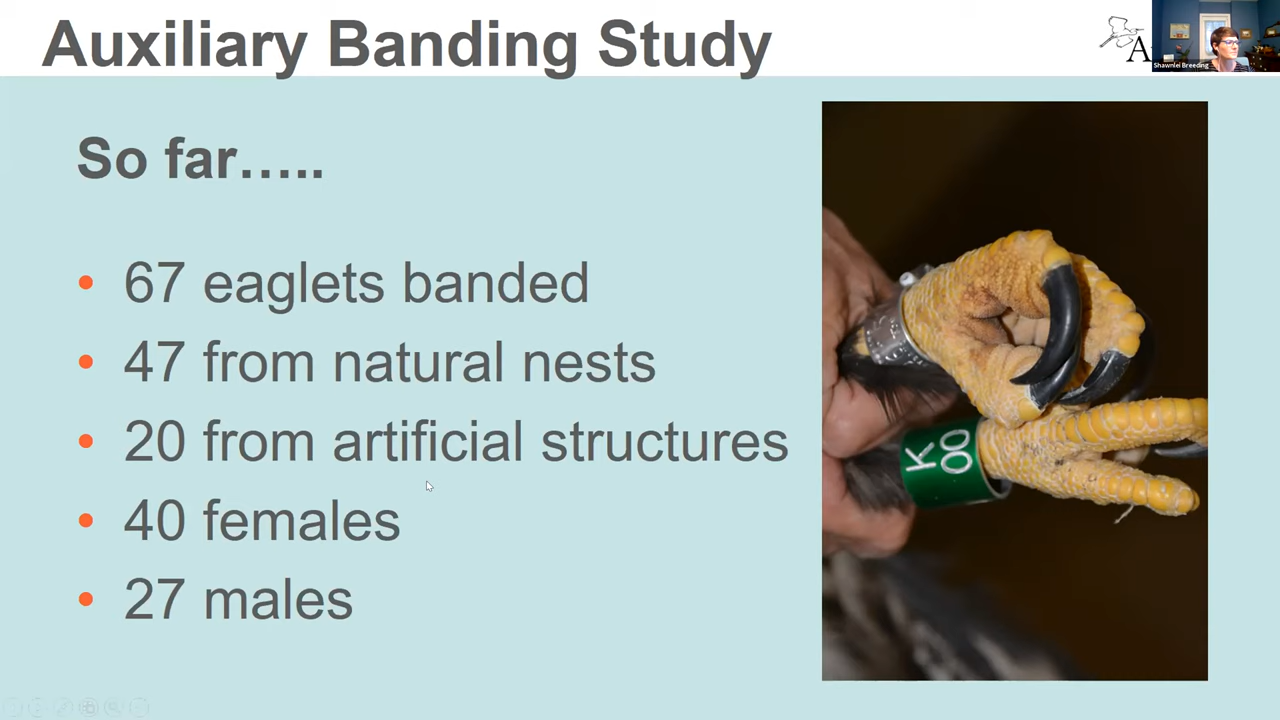 Auxiliary Banding Study
Shawnlei Breeding
So far…..
• 67 eaglets banded
• 47 from natural nests
• 20 from artificial structures
• 40 females
• 27 males
K
00